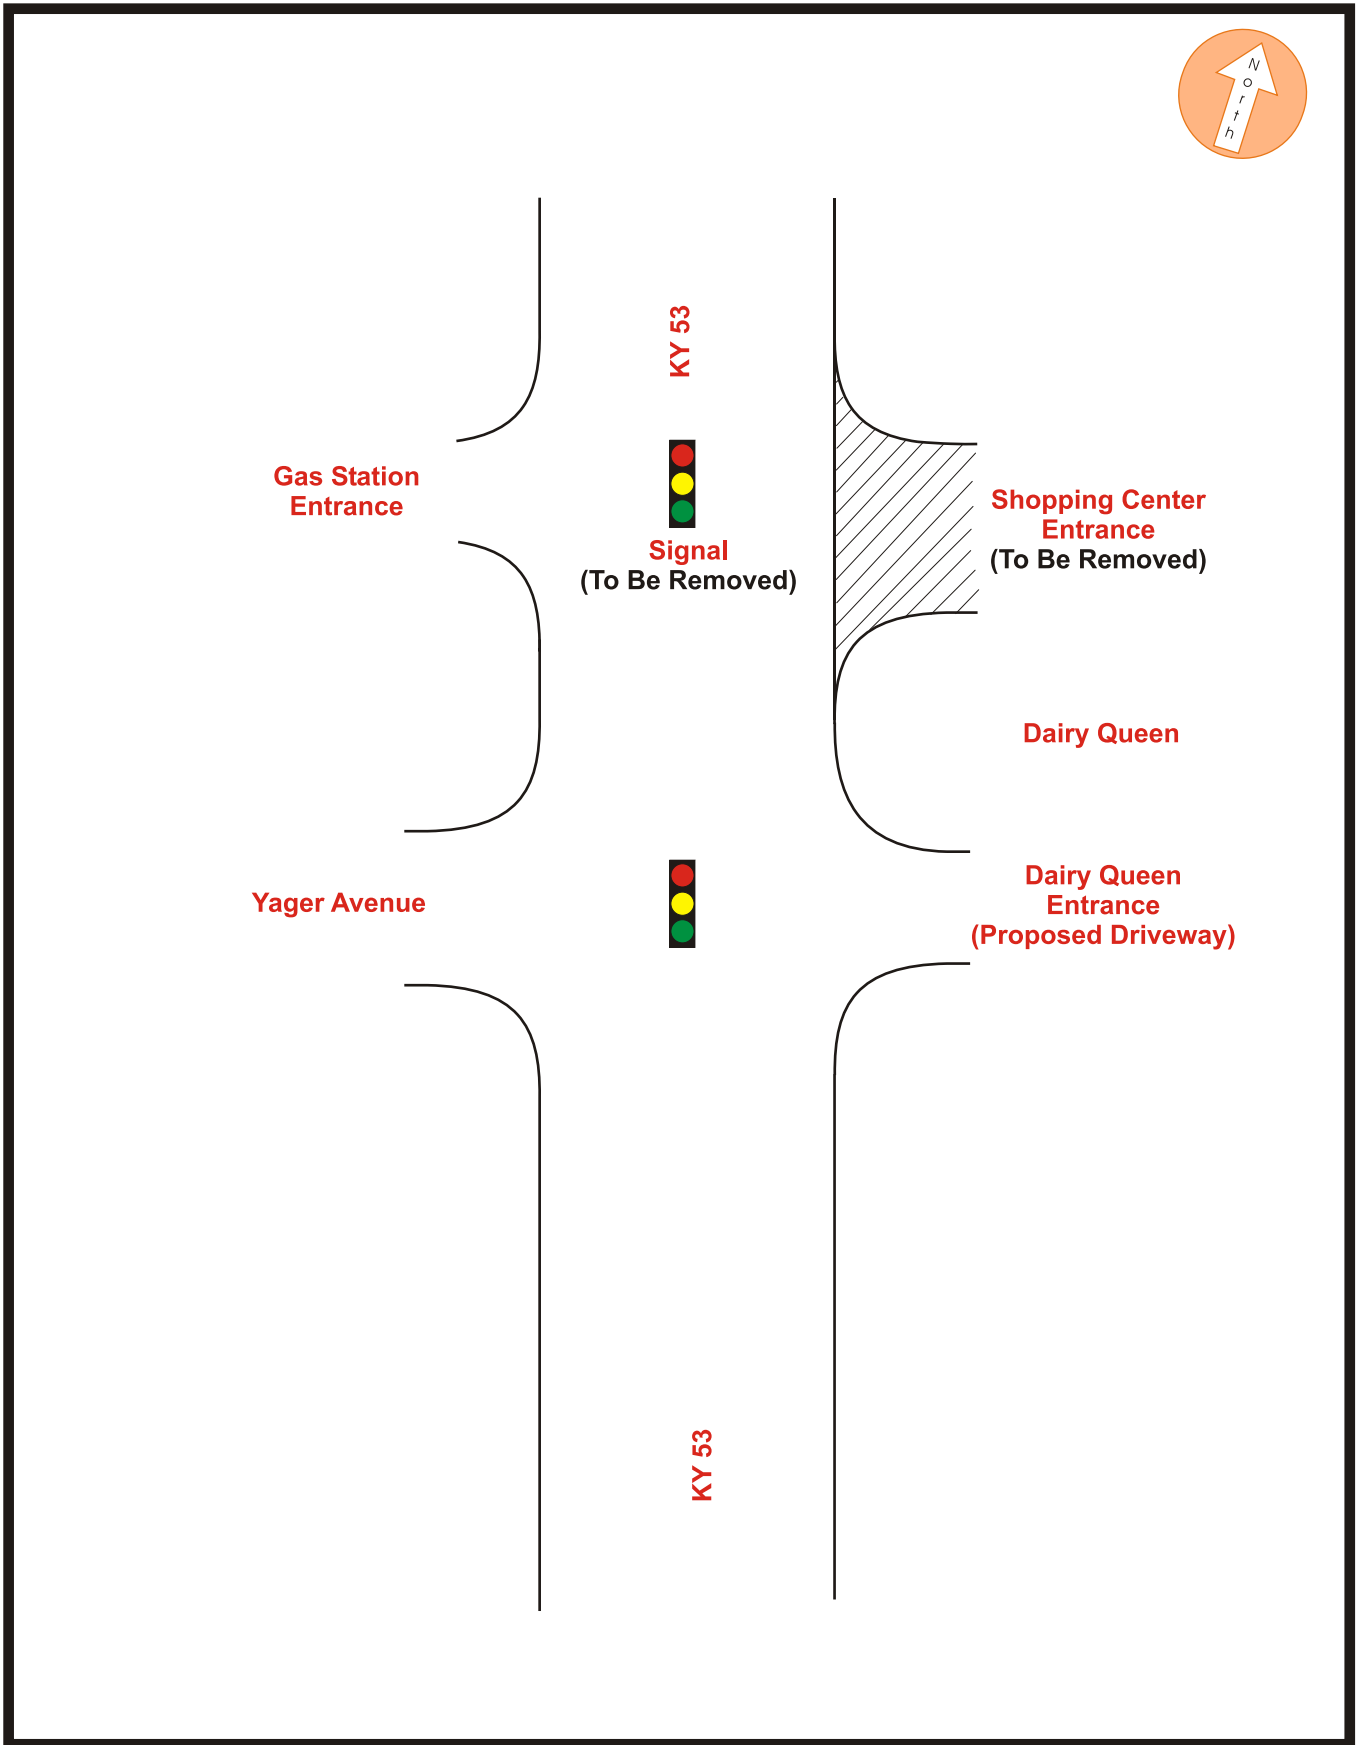 North
KY 53
Gas Station
Entrance
Signal
(To Be Removed)
Shopping Center
Entrance
(To Be Removed)
Dairy Queen
Yager Avenue
Dairy Queen
Entrance
(Proposed Driveway)
KY 53